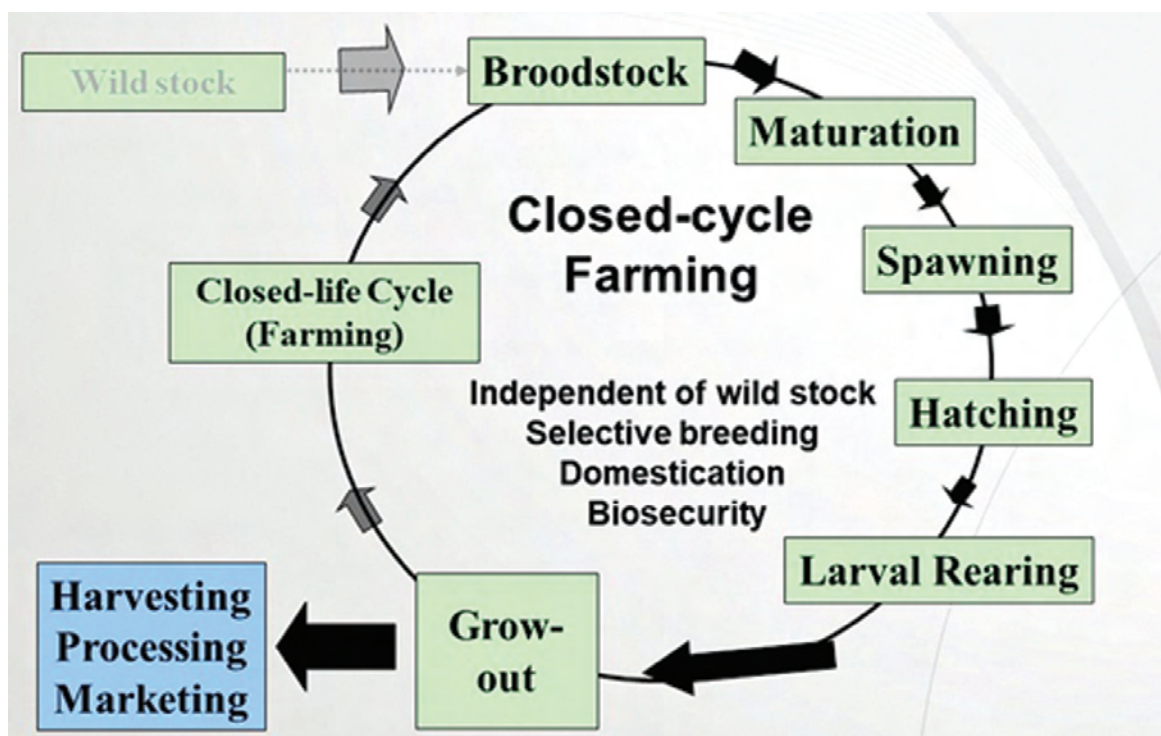 Wild stock
Broodstock
Maturation
Closed-cycle
Farming
Spawning
Closed-life Cycle
(Farming)
Independent of wild stock
Selective breeding
Domestication
Biosecurity
Hatching
Larval Rearing
Grow-
out
Harvesting
Processing
Marketing